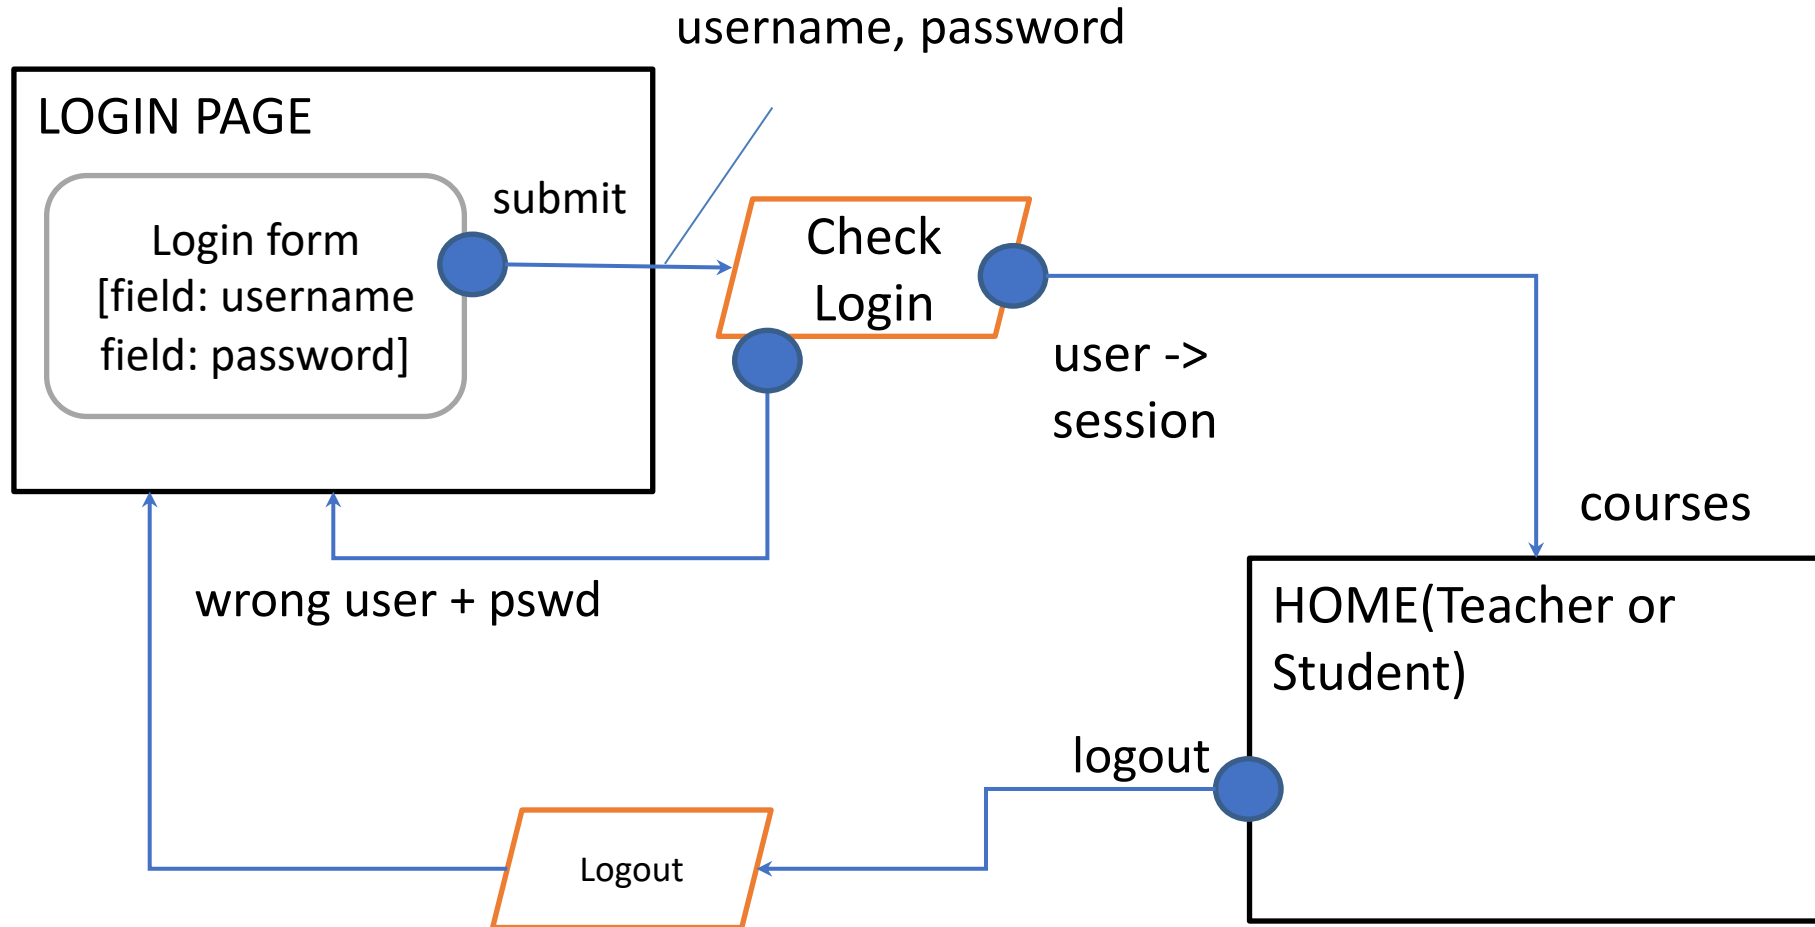 username, password
LOGIN PAGE
submit
Login form
[field: username
field: password]
Check
Login
user ->
session
courses
wrong user + pswd
HOME(Teacher or
Student)
logout
Logout